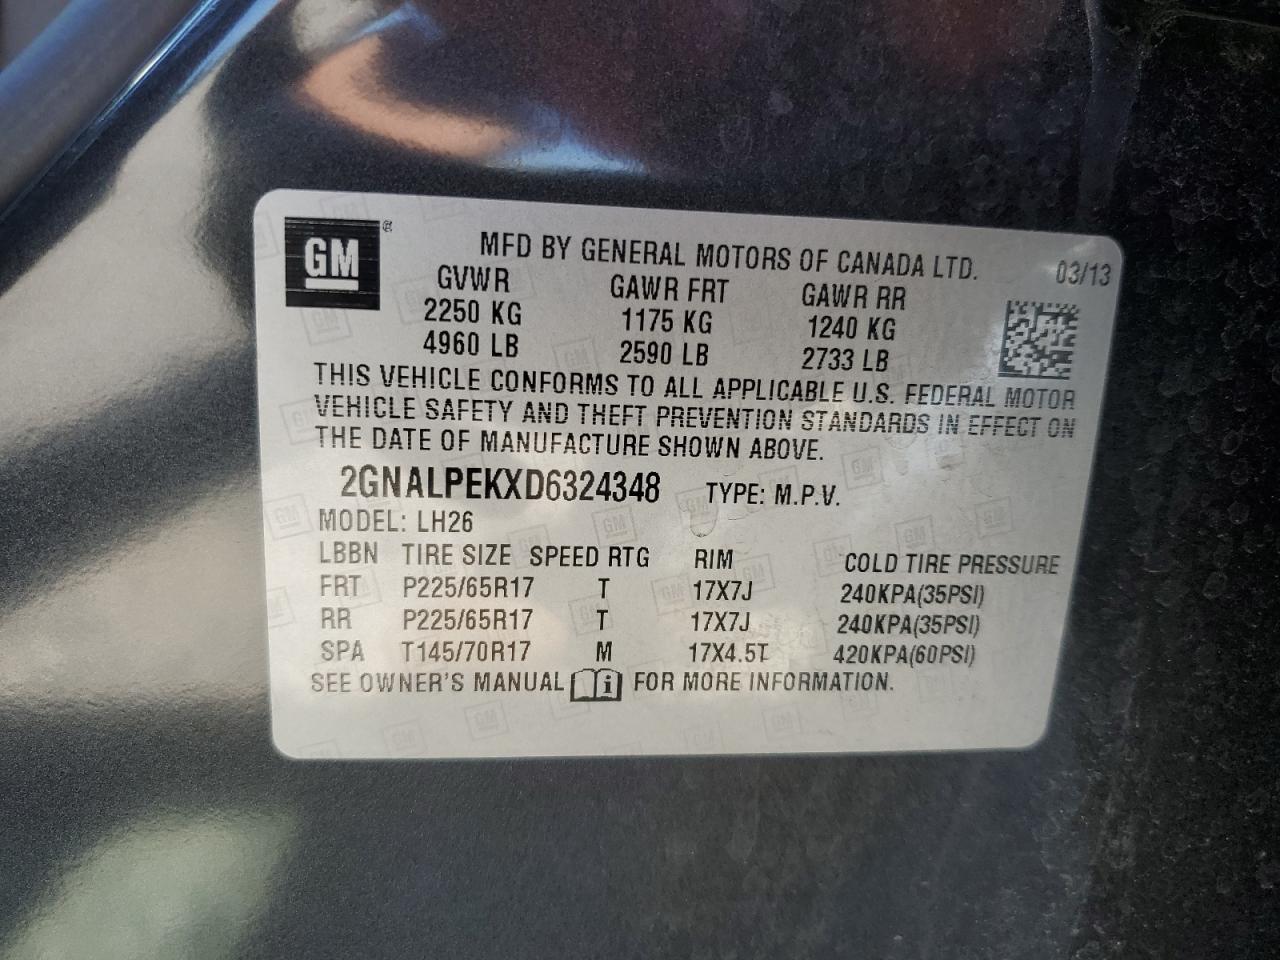 GM
MFD BY GENERAL MOTORS OF CANADA LTD. 03/13
GVWR GAWR FRT GAWR RR
2250 KG 1175 KG 1240 KG
4960 LB 2590 LB 2733 LB
THIS VEHICLE CONFORMS TO ALL APPLICABLE U.S. FEDERAL MOTOR
VEHICLE SAFETY AND THEFT PREVENTION STANDARDS IN EFFECT ON
THE DATE OF MANUFACTURE SHOWN ABOVE.
2GNALPEKXD6324348 TYPE: M.P.V.
MODEL: LH26
LBBN TIRE SIZE SPEED RTG RIM COLD TIRE PRESSURE
FRT P225/65R17 T 17X7J 240KPA(35PSI)
RR P225/65R17 T 17X7J 240KPA(35PSI)
SPA T145/70R17 M 17X4.5T 420KPA(60PSI)
SEE OWNER'S MANUAL i FOR MORE INFORMATION.